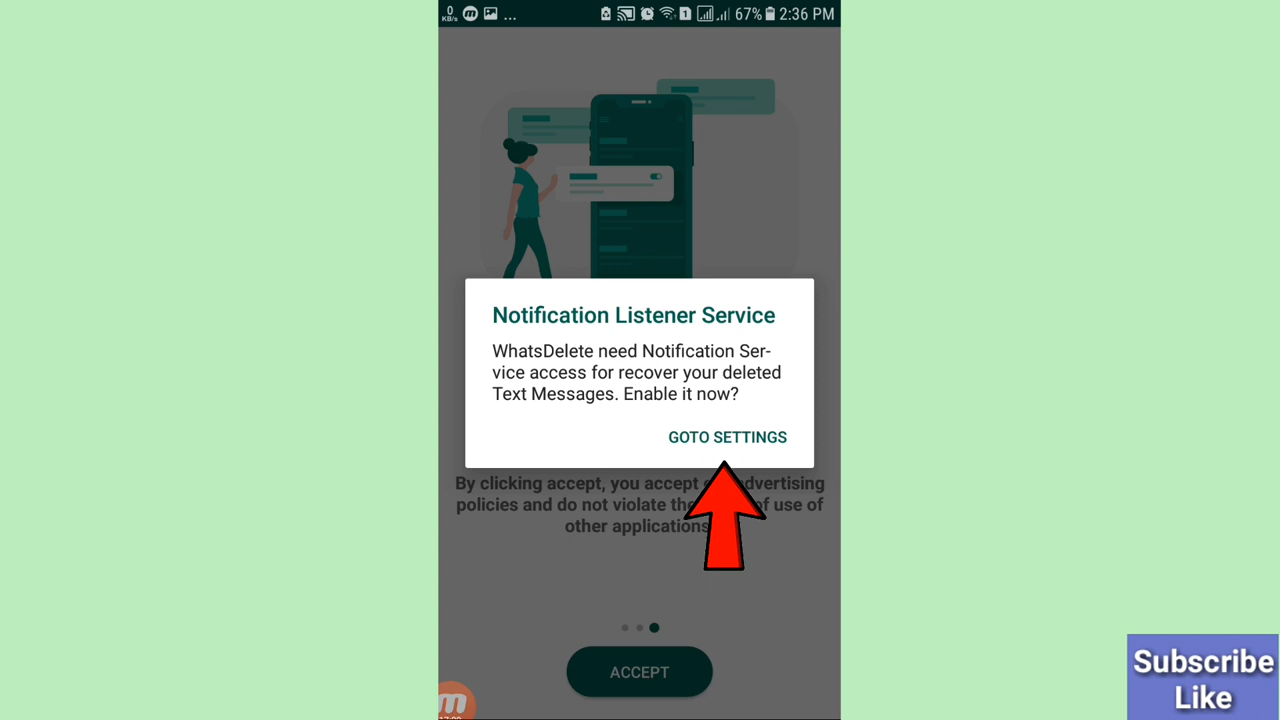 0
KB/s
...
1
67%
2:36 PM
Notification Listener Service
WhatsDelete need Notification Ser-
vice access for recover your deleted
Text Messages. Enable it now?
GOTO SETTINGS
By clicking accept, you accept advertising
policies and do not violate the of use of
other applications
ACCEPT
Subscribe
Like